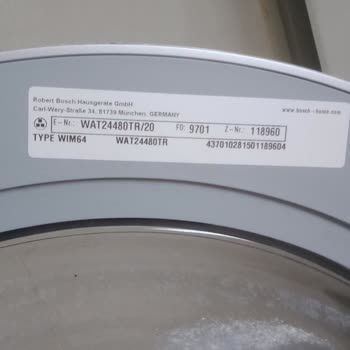 Robert Bosch Hausgeräte GmbH
Carl-Wery-Straße 34, 81739 München, GERMANY
www.bosch-home.com
E-Nr.: WAT24480TR/20 FD: 9701 Z-Nr.: 118960
TYPE WIM64 WAT24480TR 437010281501189604